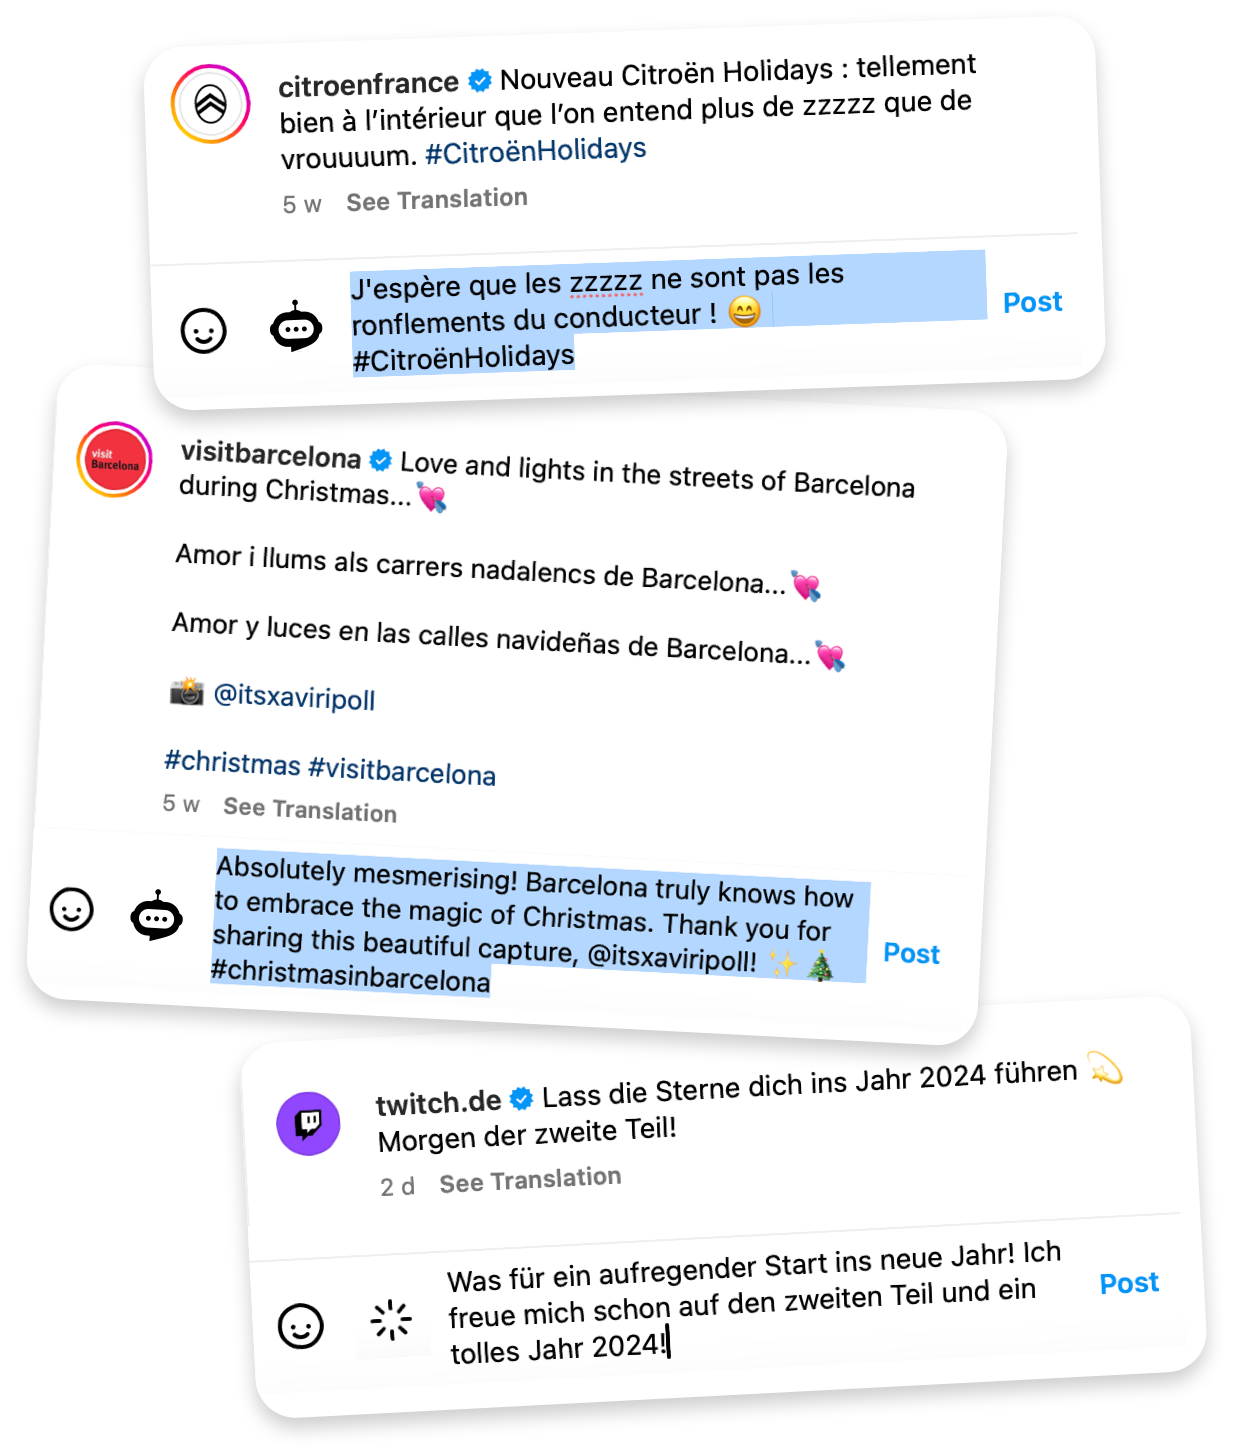 citroenfrance Nouveau Citroën Holidays : tellement
bien à l’intérieur que l’on entend plus de zzzzz que de
vrouuuum. #CitroënHolidays
5 w See Translation
J'espère que les zzzzz ne sont pas les
ronflements du conducteur ! 😄
#CitroënHolidays
Post
visit
Barcelona
visitbarcelona Love and lights in the streets of Barcelona
during Christmas... 💘
Amor i llums als carrers nadalencs de Barcelona... 💘
Amor y luces en las calles navideñas de Barcelona... 💘
📸 @itsxaviripoll
#christmas #visitbarcelona
5 w See Translation
Absolutely mesmerising! Barcelona truly knows how
to embrace the magic of Christmas. Thank you for
sharing this beautiful capture, @itsxaviripoll! ✨🎄
#christmasinbarcelona
Post
twitch.de Lass die Sterne dich ins Jahr 2024 führen 💫
Morgen der zweite Teil!
2 d See Translation
Was für ein aufregender Start ins neue Jahr! Ich
freue mich schon auf den zweiten Teil und ein
tolles Jahr 2024!
Post